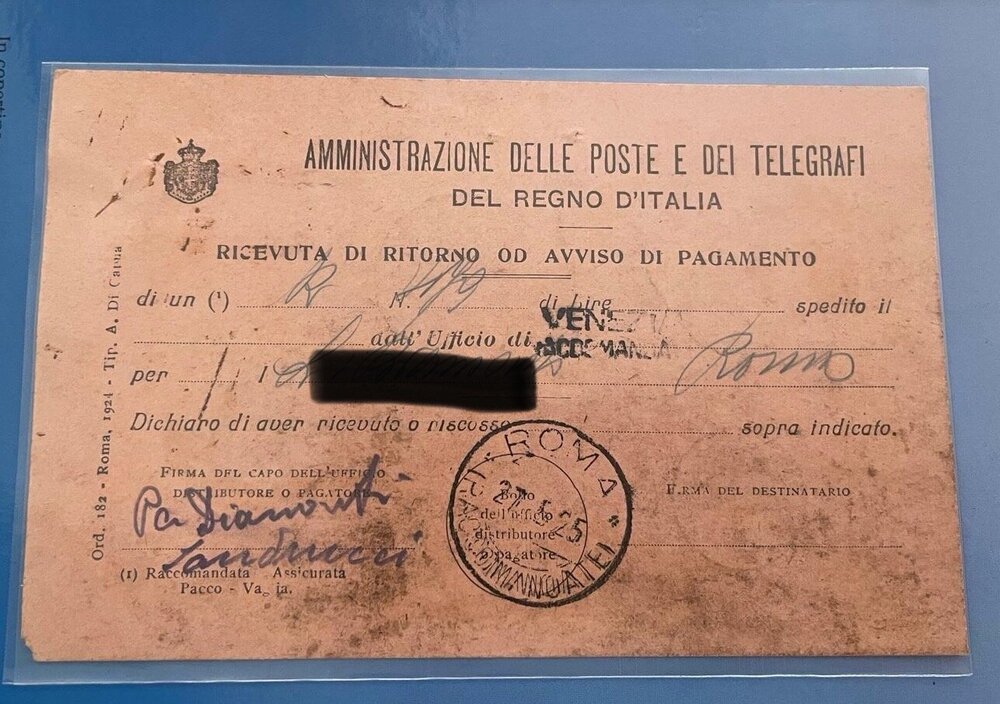 AMMINISTRAZIONE DELLE POSTE E DEI TELEGRAFI
DEL REGNO D'ITALIA
RICEVUTA DI RITORNO OD AVVISO DI PAGAMENTO
di un (¹) R N. di Lire spedito il
dall'Ufficio di VENEZIA
per Roma
Dichiaro di aver ricevuto o riscosso sopra indicato.
FIRMA DEL CAPO DELL'UFFICIO
DISTRIBUTORE O PAGATORE
FIRMA DEL DESTINATARIO
(1) Raccomandata Assicurata
Pacco - Vaglia.
Ord. 182 - Roma, 1924 - Tip. A. Di Capua
ROMA
Bollo
dell'ufficio
distributore
o pagatore
In copertina